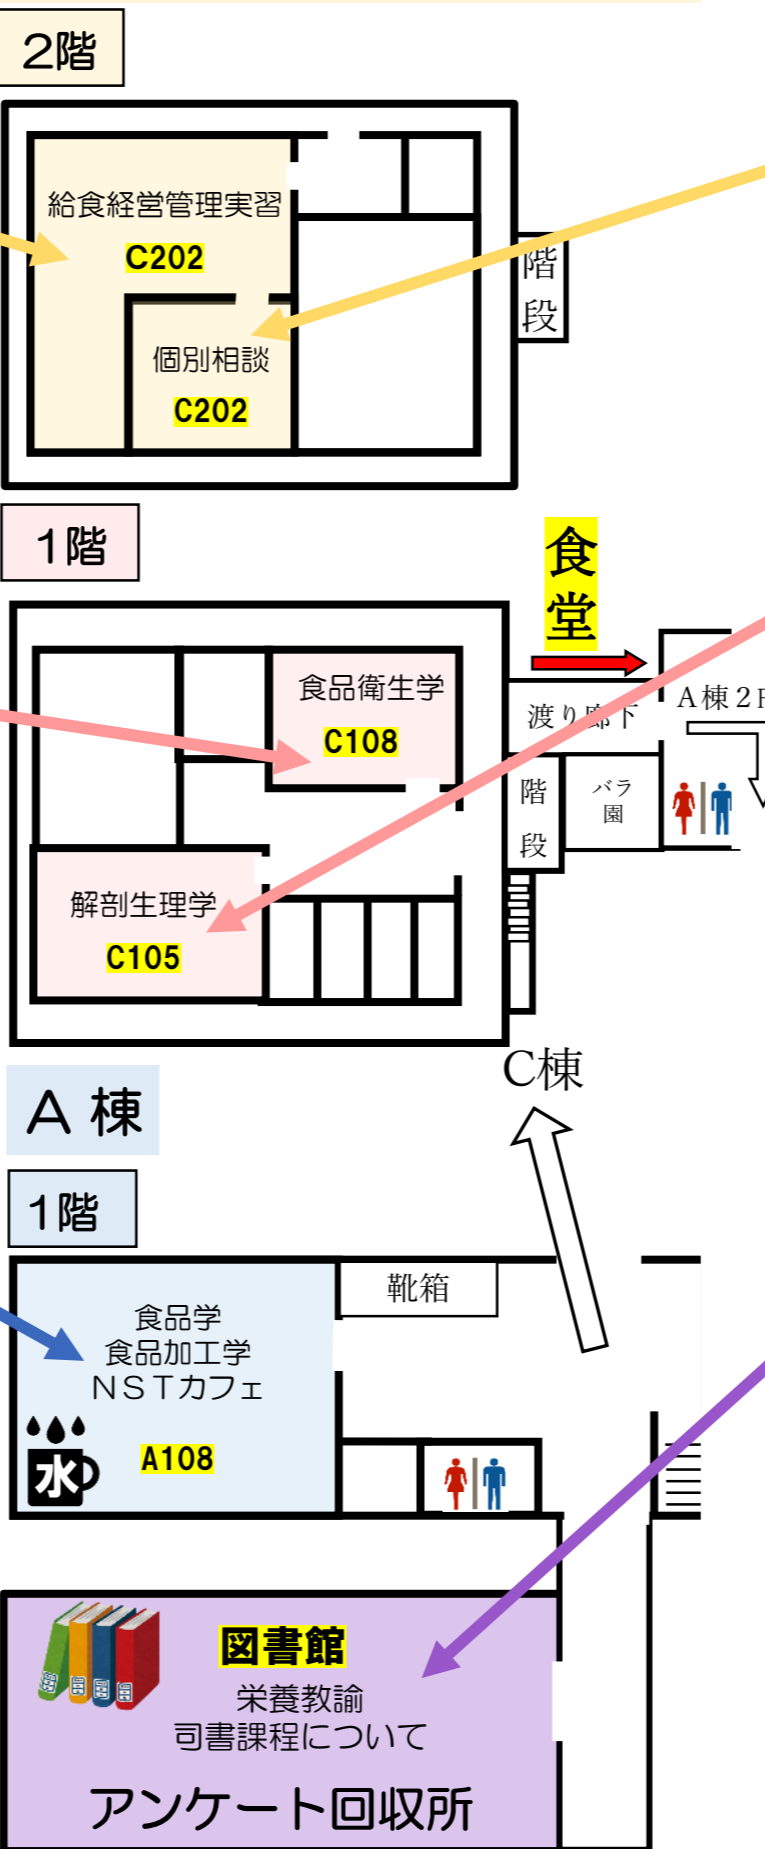 2階
給食経営管理実習
C202
階段
個別相談
C202
1階
食堂
食品衛生学
C108
渡り廊下
A棟2F
階段
バラ
園
解剖生理学
C105
C棟
A 棟
1階
靴箱
食品学
食品加工学
NSTカフェ
A108
水
図書館
栄養教諭
司書課程について
アンケート回収所